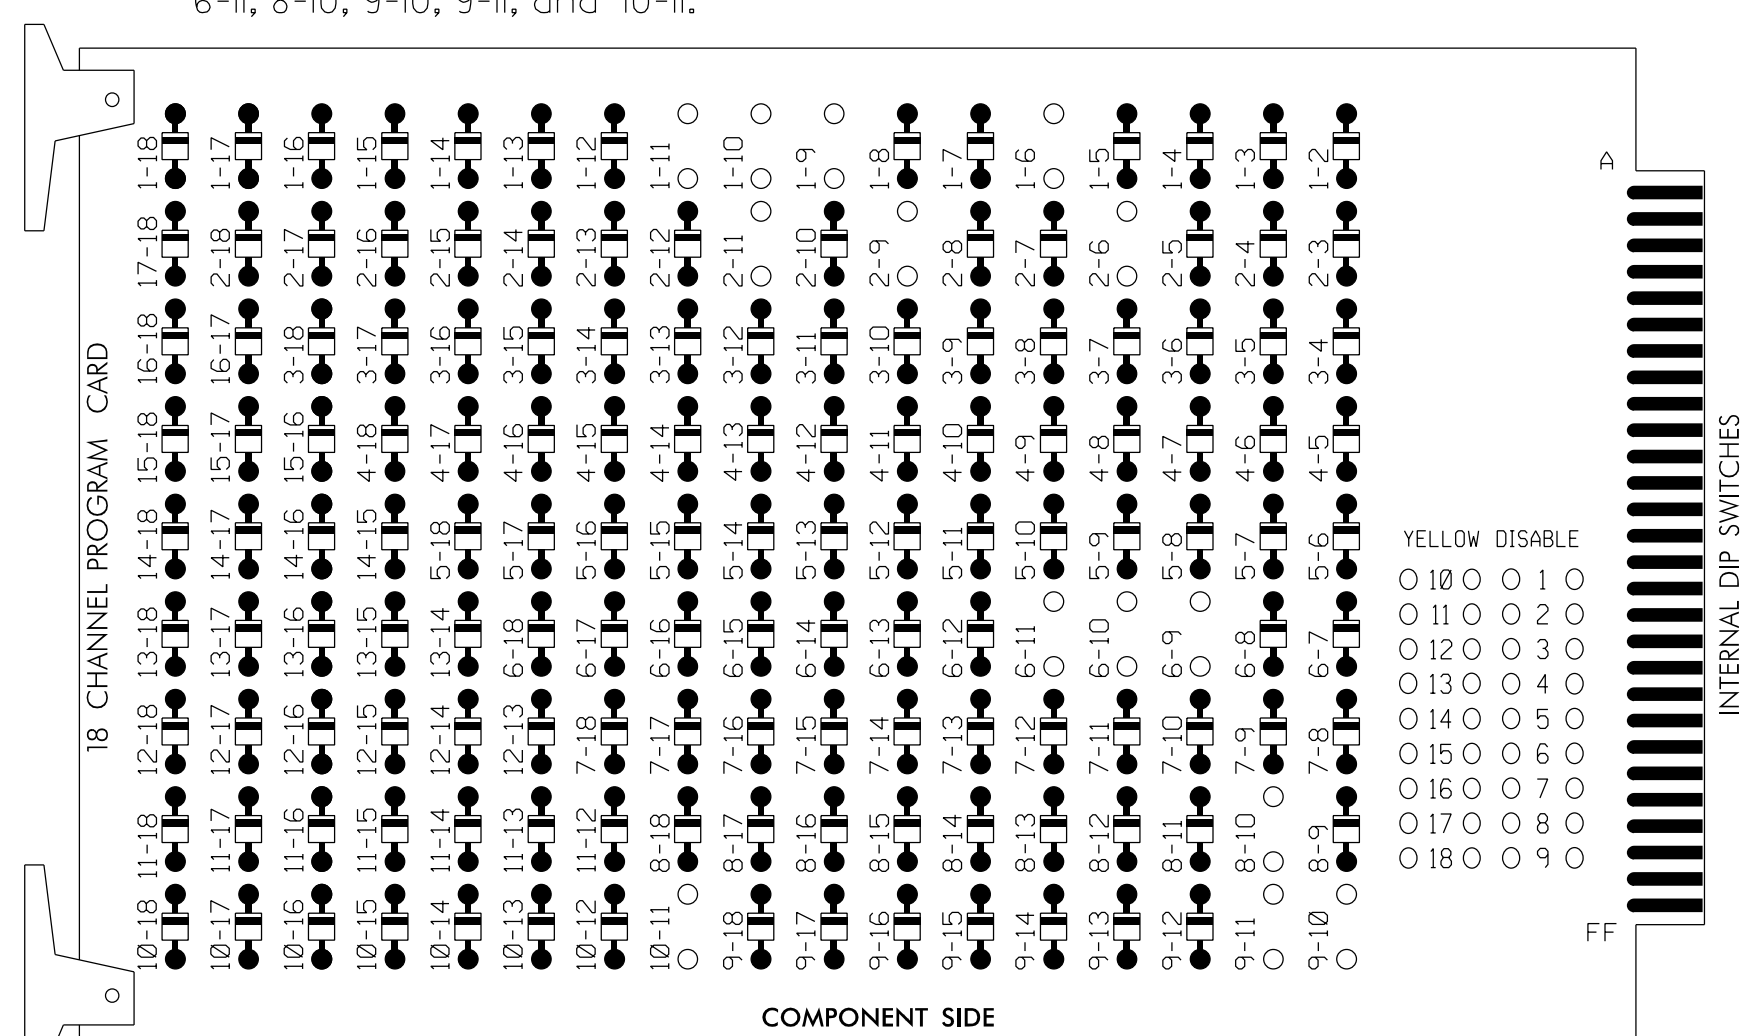 6-11, 8-10, 9-10, 9-11, and 10-11.
1-18 1-17 1-16 1-15 1-14 1-13 1-12 1-11 1-10 1-9 1-8 1-7 1-6 1-5 1-4 1-3 1-2
A
17-18 2-18 2-17 2-16 2-15 2-14 2-13 2-12 2-11 2-10 2-9 2-8 2-7 2-6 2-5 2-4 2-3
16-18 16-17 3-18 3-17 3-16 3-15 3-14 3-13 3-12 3-11 3-10 3-9 3-8 3-7 3-6 3-5 3-4
15-18 15-17 15-16 4-18 4-17 4-16 4-15 4-14 4-13 4-12 4-11 4-10 4-9 4-8 4-7 4-6 4-5
14-18 14-17 14-16 14-15 5-18 5-17 5-16 5-15 5-14 5-13 5-12 5-11 5-10 5-9 5-8 5-7 5-6
13-18 13-17 13-16 13-15 13-14 6-18 6-17 6-16 6-15 6-14 6-13 6-12 6-11 6-10 6-9 6-8 6-7
12-18 12-17 12-16 12-15 12-14 12-13 7-18 7-17 7-16 7-15 7-14 7-13 7-12 7-11 7-10 7-9 7-8
11-18 11-17 11-16 11-15 11-14 11-13 11-12 8-18 8-17 8-16 8-15 8-14 8-13 8-12 8-11 8-10 8-9
10-18 10-17 10-16 10-15 10-14 10-13 10-12 10-11 9-18 9-17 9-16 9-15 9-14 9-13 9-12 9-11 9-10
18 CHANNEL PROGRAM CARD
YELLOW DISABLE
10 1
11 2
12 3
13 4
14 5
15 6
16 7
17 8
18 9
FF
INTERNAL DIP SWITCHES
COMPONENT SIDE